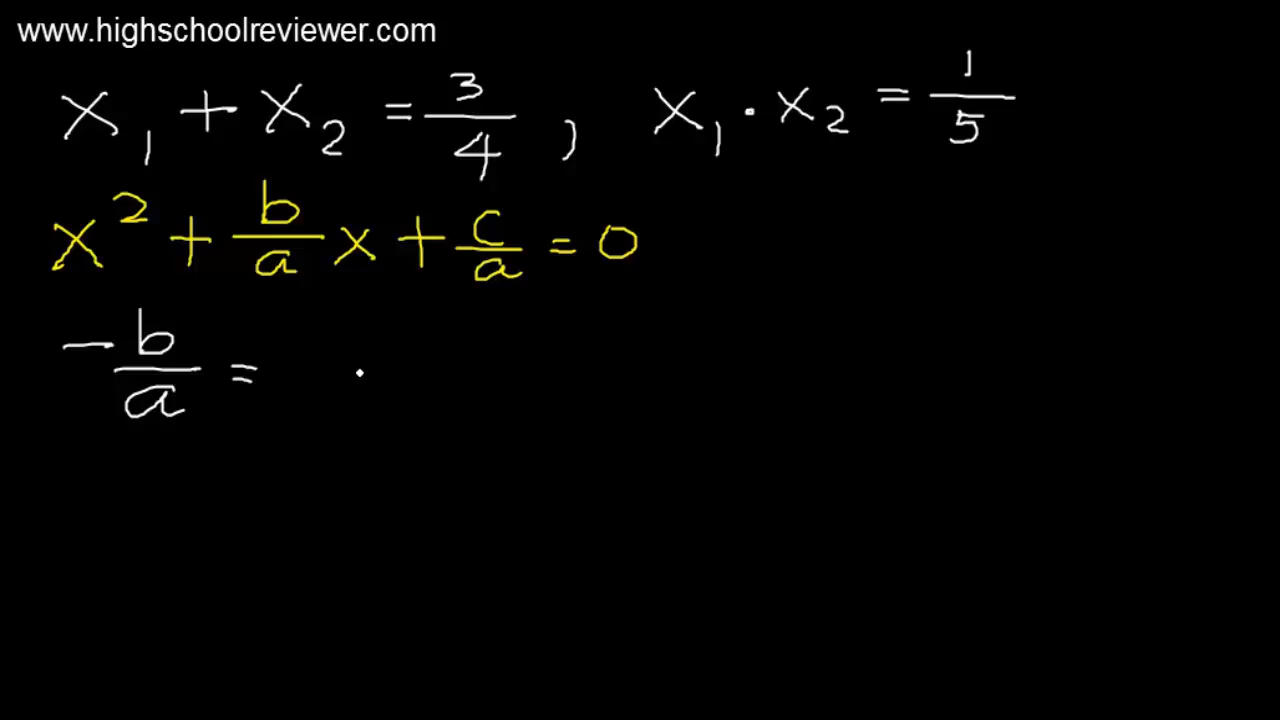 www.highschoolreviewer.com
x₁ + x₂ = 3/4 , x₁ · x₂ = 1/5
x² + b/a x + c/a = 0
-b/a =